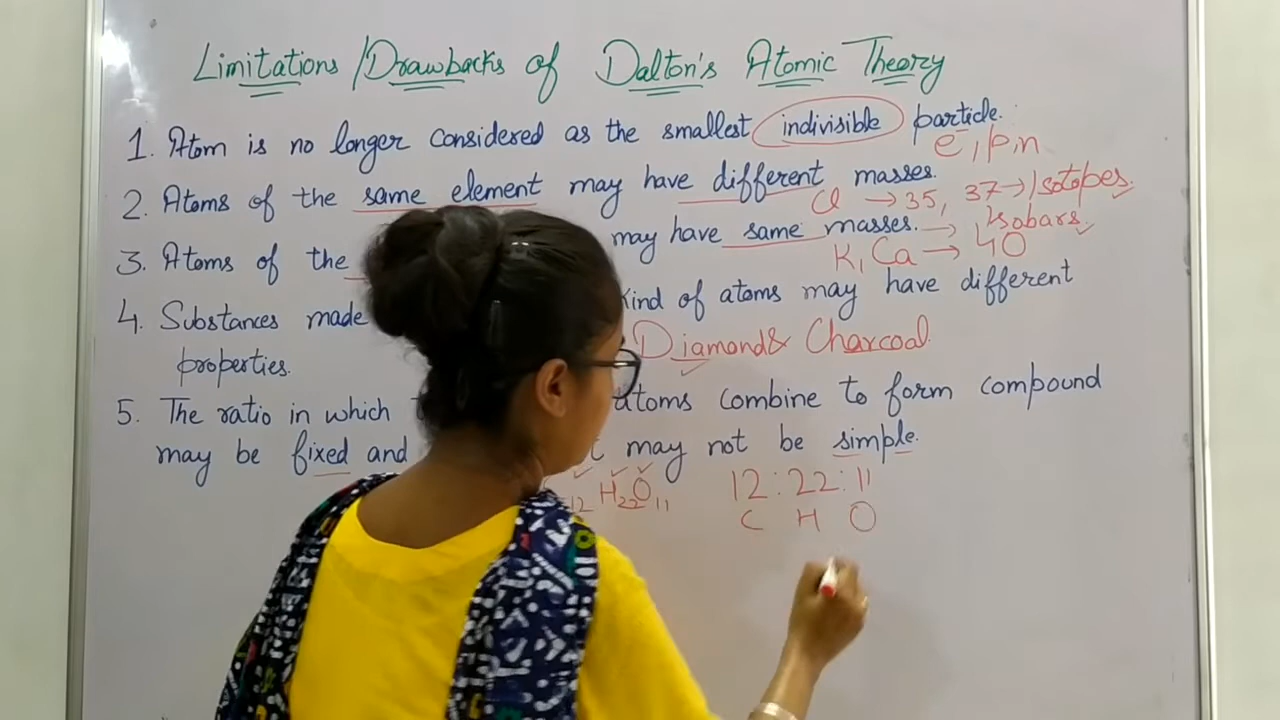 Limitations /Drawbacks of Dalton's Atomic Theory
1. Atom is no longer considered as the smallest indivisible particle.
e, p, n
2. Atoms of the same element may have different masses.
Cl → 35, 37 → Isotopes.
3. Atoms of the may have same masses. → Isobars.
K, Ca → 40
4. Substances made kind of atoms may have different
properties. Diamond & Charcoal.
5. The ratio in which atoms combine to form compound
may be fixed and may not be simple.
12 H22O11 12 : 22 : 11
C H O